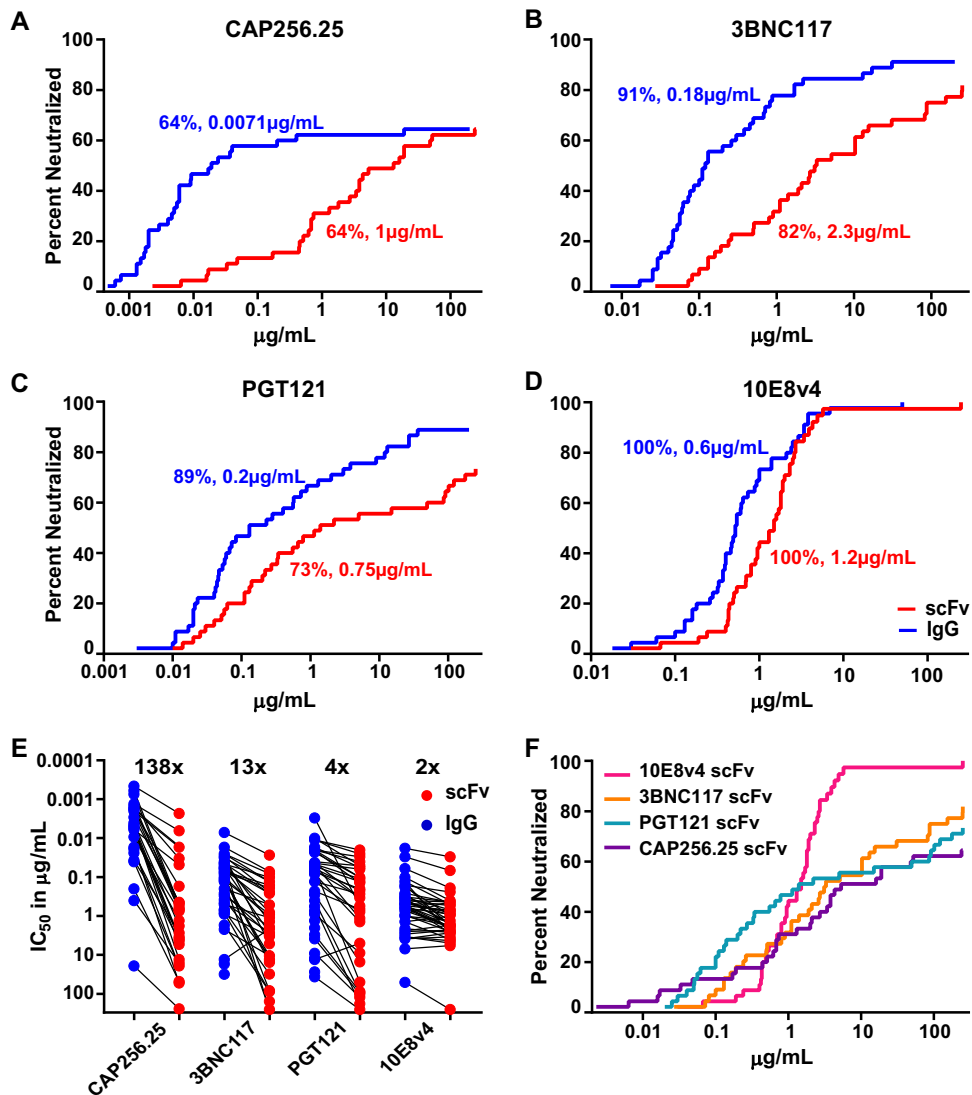 A
CAP256.25
Percent Neutralized
100
80
60
40
20
0
64%, 0.0071µg/mL
64%, 1µg/mL
0.001
0.01
0.1
1
10
100
µg/mL
B
3BNC117
100
80
60
40
20
0
91%, 0.18µg/mL
82%, 2.3µg/mL
0.01
0.1
1
10
100
µg/mL
C
PGT121
Percent Neutralized
100
80
60
40
20
0
89%, 0.2µg/mL
73%, 0.75µg/mL
0.001
0.01
0.1
1
10
100
µg/mL
D
10E8v4
100
80
60
40
20
0
100%, 0.6µg/mL
100%, 1.2µg/mL
scFv
IgG
0.01
0.1
1
10
100
µg/mL
E
IC50 in µg/mL
0.0001
0.001
0.01
0.1
1
10
100
138x
13x
4x
2x
scFv
IgG
CAP256.25
3BNC117
PGT121
10E8v4
F
Percent Neutralized
100
80
60
40
20
0
10E8v4 scFv
3BNC117 scFv
PGT121 scFv
CAP256.25 scFv
0.01
0.1
1
10
100
µg/mL